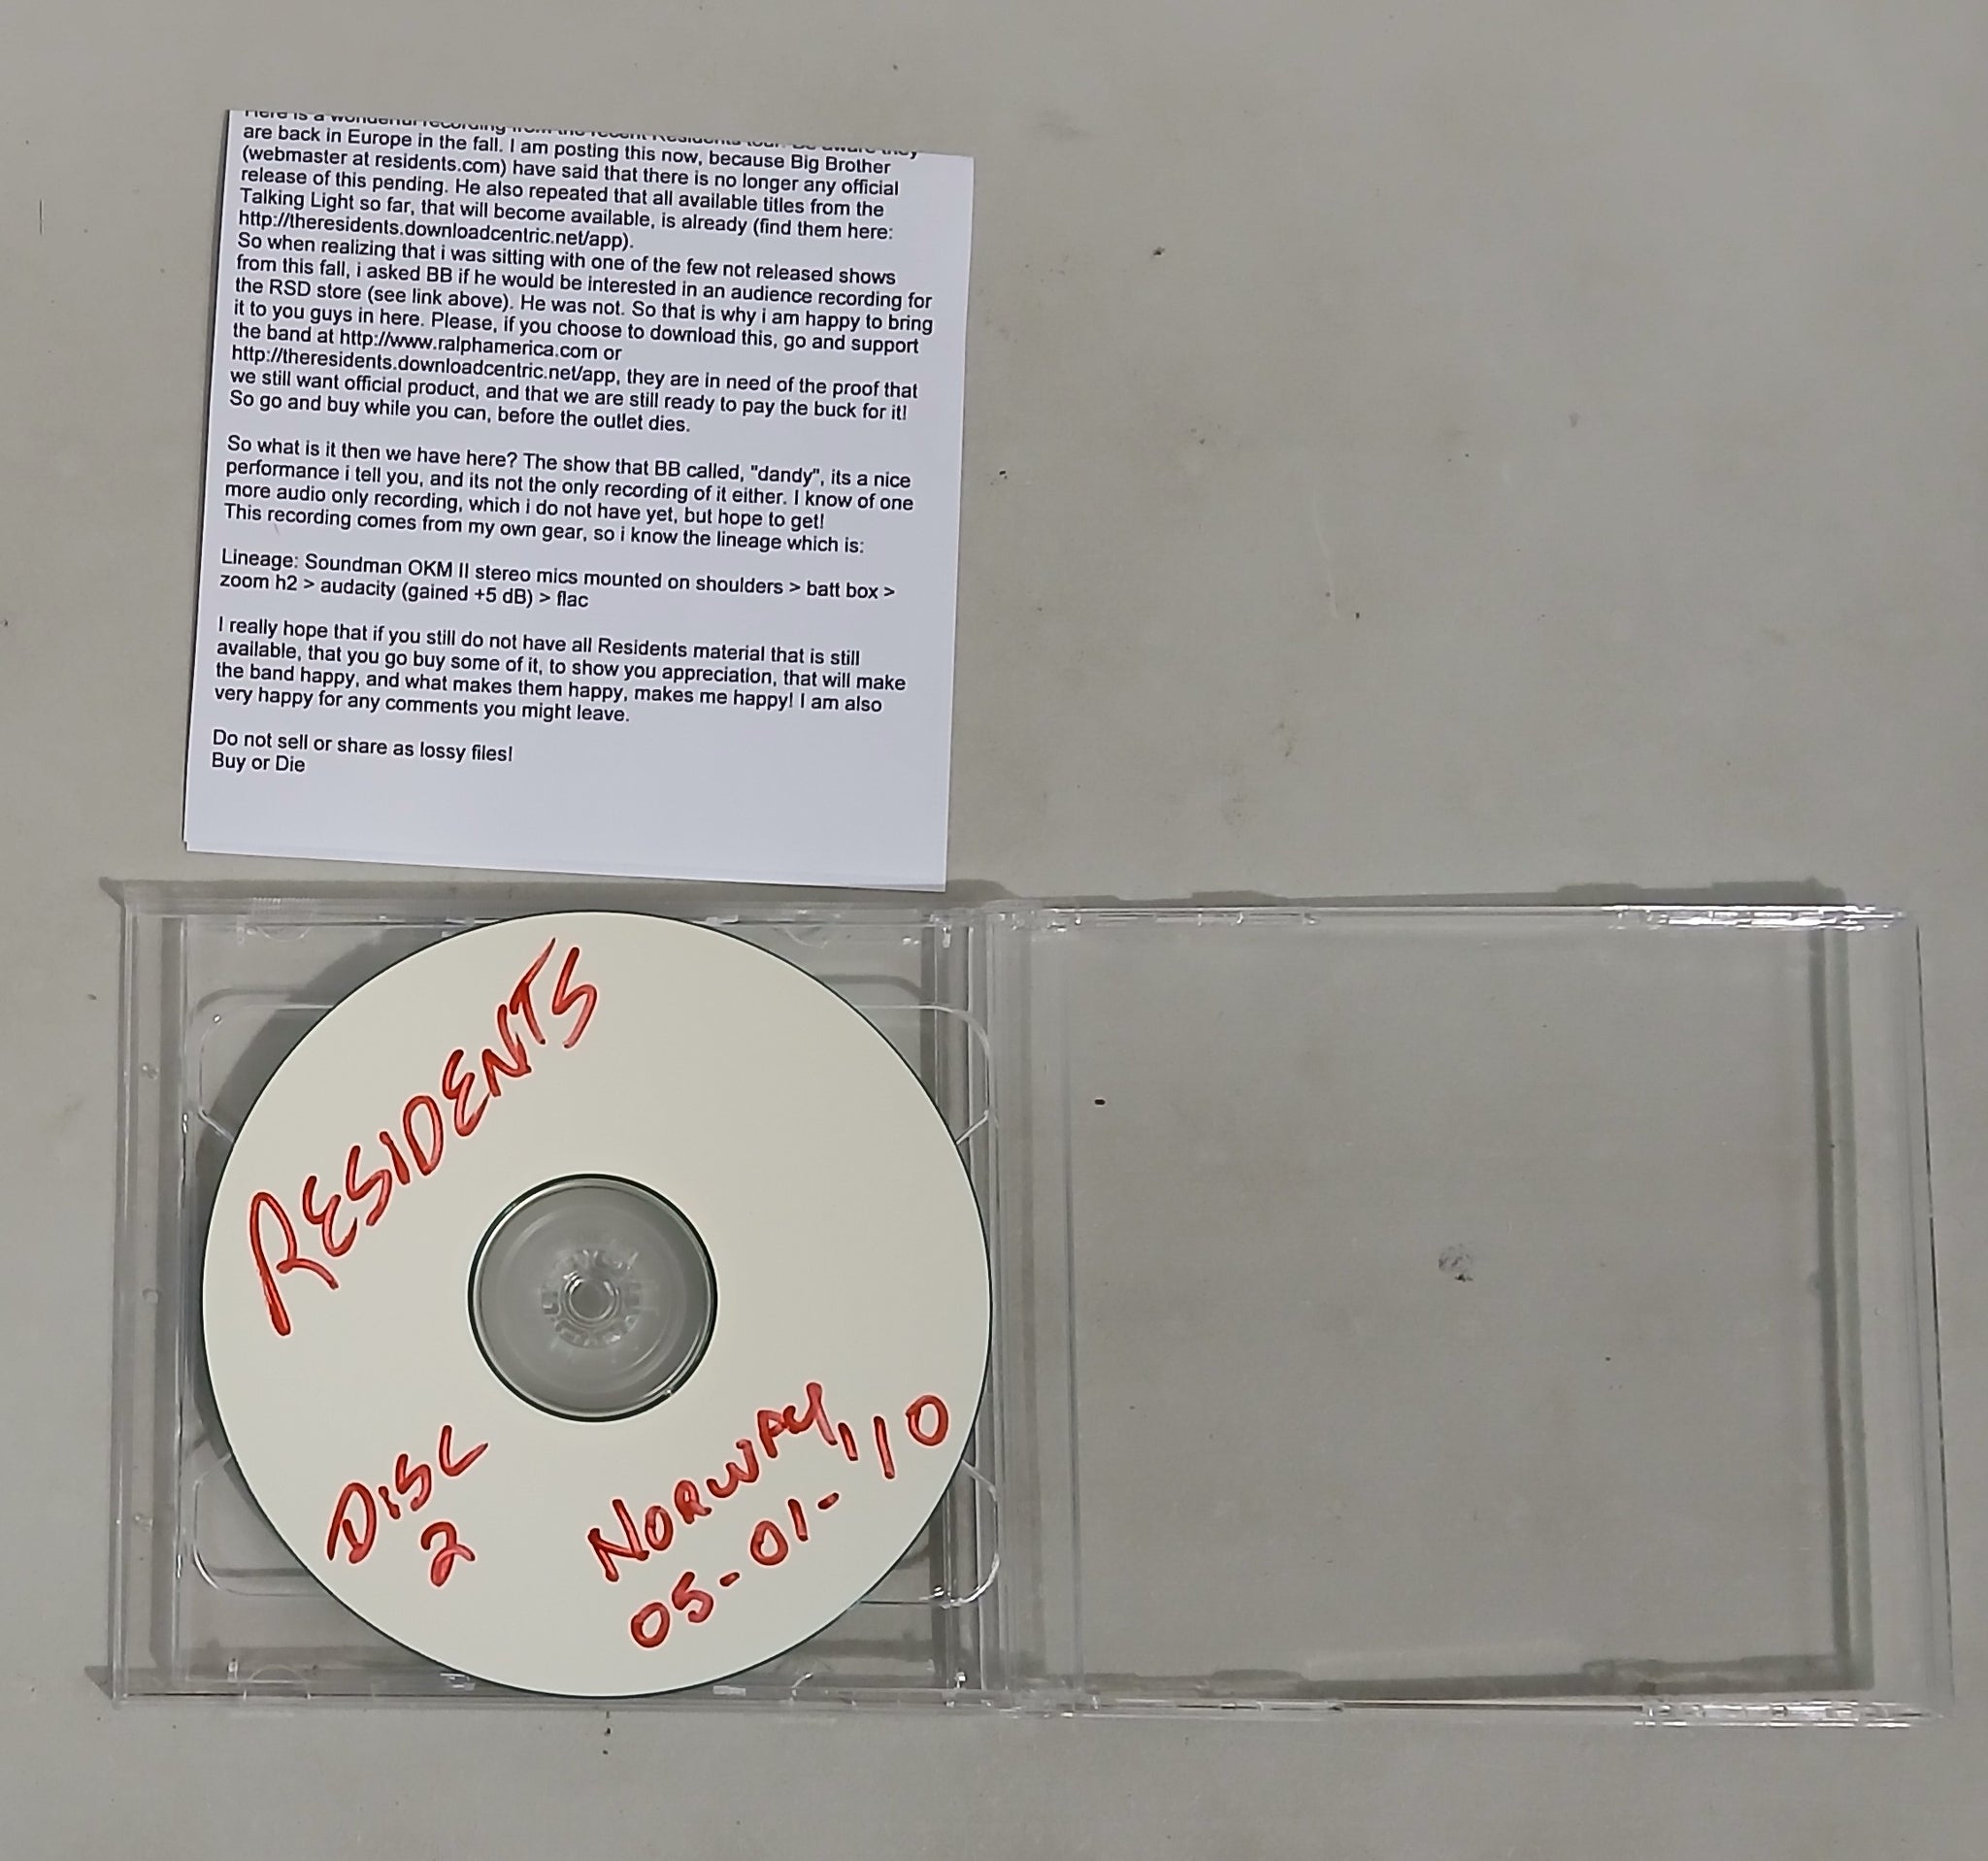 Here is a wonderful recording from the recent Residents tour. Be aware they
are back in Europe in the fall. I am posting this now, because Big Brother
(webmaster at residents.com) have said that there is no longer any official
release of this pending. He also repeated that all available titles from the
Talking Light so far, that will become available, is already (find them here:
http://theresidents.downloadcentric.net/app).
So when realizing that i was sitting with one of the few not released shows
from this fall, i asked BB if he would be interested in an audience recording for
the RSD store (see link above). He was not. So that is why i am happy to bring
it to you guys in here. Please, if you choose to download this, go and support
the band at http://www.ralphamerica.com or
http://theresidents.downloadcentric.net/app, they are in need of the proof that
we still want official product, and that we are still ready to pay the buck for it!
So go and buy while you can, before the outlet dies.
So what is it then we have here? The show that BB called, "dandy", its a nice
performance i tell you, and its not the only recording of it either. I know of one
more audio only recording, which i do not have yet, but hope to get!
This recording comes from my own gear, so i know the lineage which is:
Lineage: Soundman OKM II stereo mics mounted on shoulders > batt box >
zoom h2 > audacity (gained +5 dB) > flac
I really hope that if you still do not have all Residents material that is still
available, that you go buy some of it, to show you appreciation, that will make
the band happy, and what makes them happy, makes me happy! I am also
very happy for any comments you might leave.
Do not sell or share as lossy files!
Buy or Die
RESIDENTS
DISC
2
NORWAY,
05-01-10